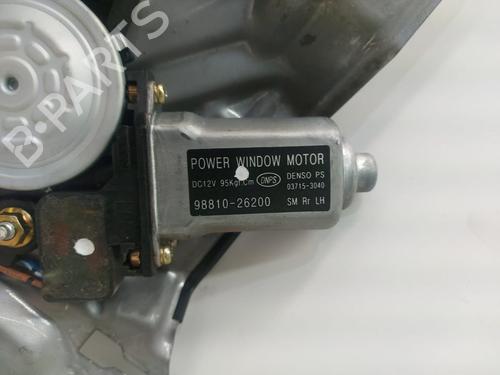 B-PARTS
POWER WINDOW MOTOR
DC12V 95Kgf.Cm DNPS DENSO PS
03715-3040
98810-26200 SM Rr LH